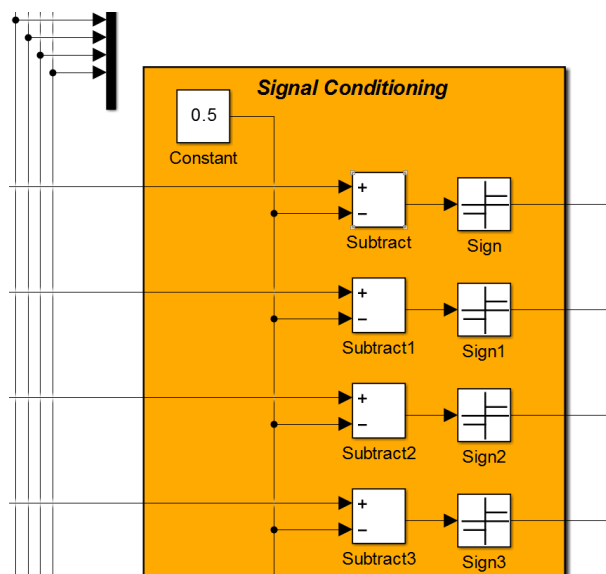 Signal Conditioning
0.5
Constant
+
−
Subtract
Sign
+
−
Subtract1
Sign1
+
−
Subtract2
Sign2
+
−
Subtract3
Sign3